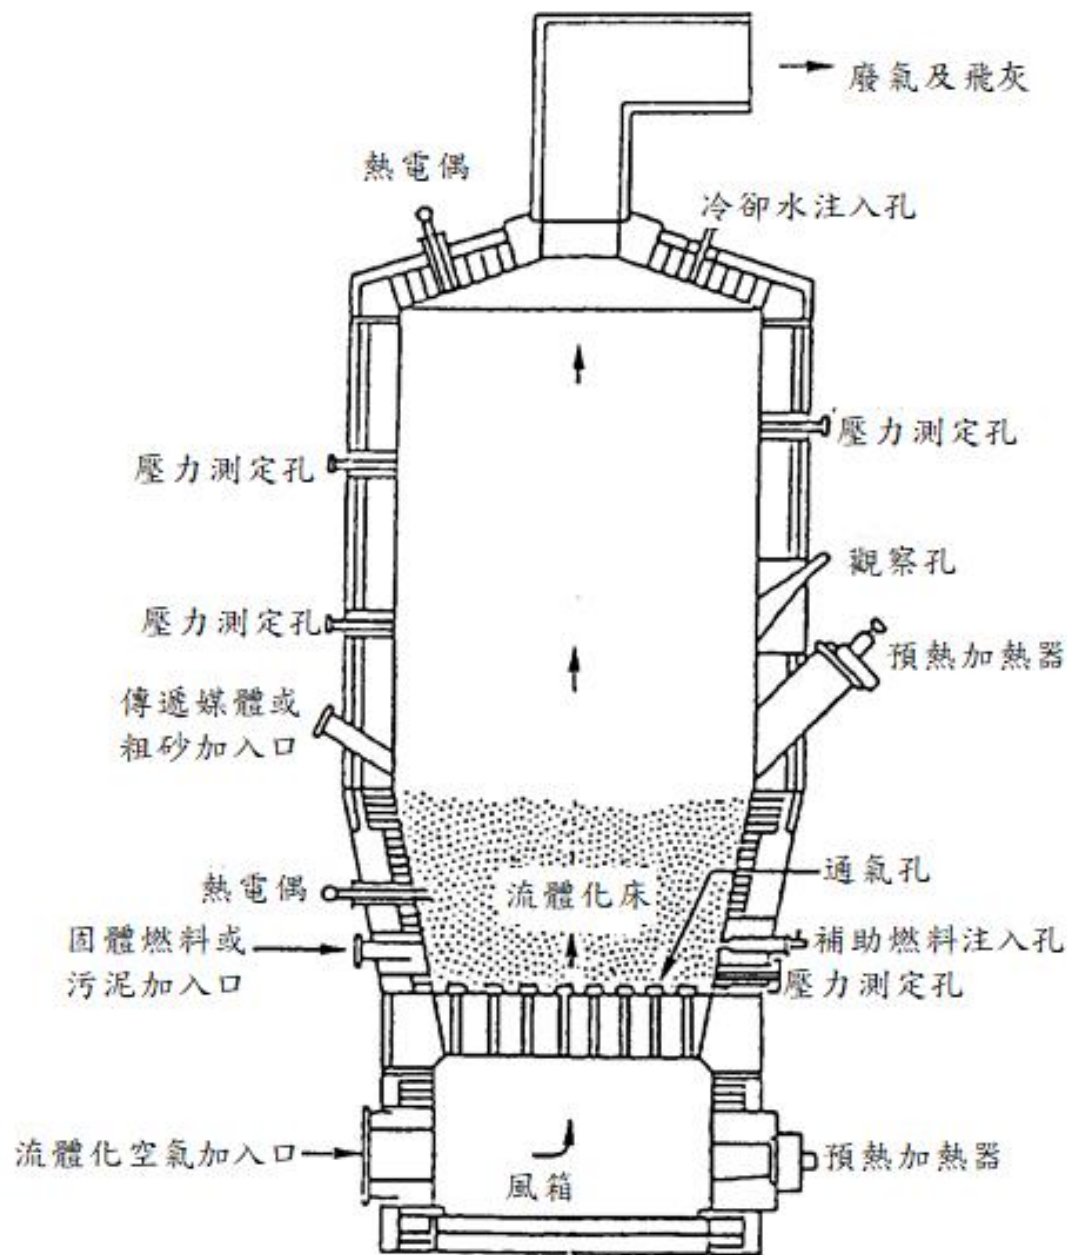 廢氣及飛灰
熱電偶
冷卻水注入孔
壓力測定孔
壓力測定孔
觀察孔
壓力測定孔
預熱加熱器
傳遞媒體或
粗砂加入口
通氣孔
熱電偶
流體化床
固體燃料或
污泥加入口
補助燃料注入孔
壓力測定孔
流體化空氣加入口
風箱
預熱加熱器